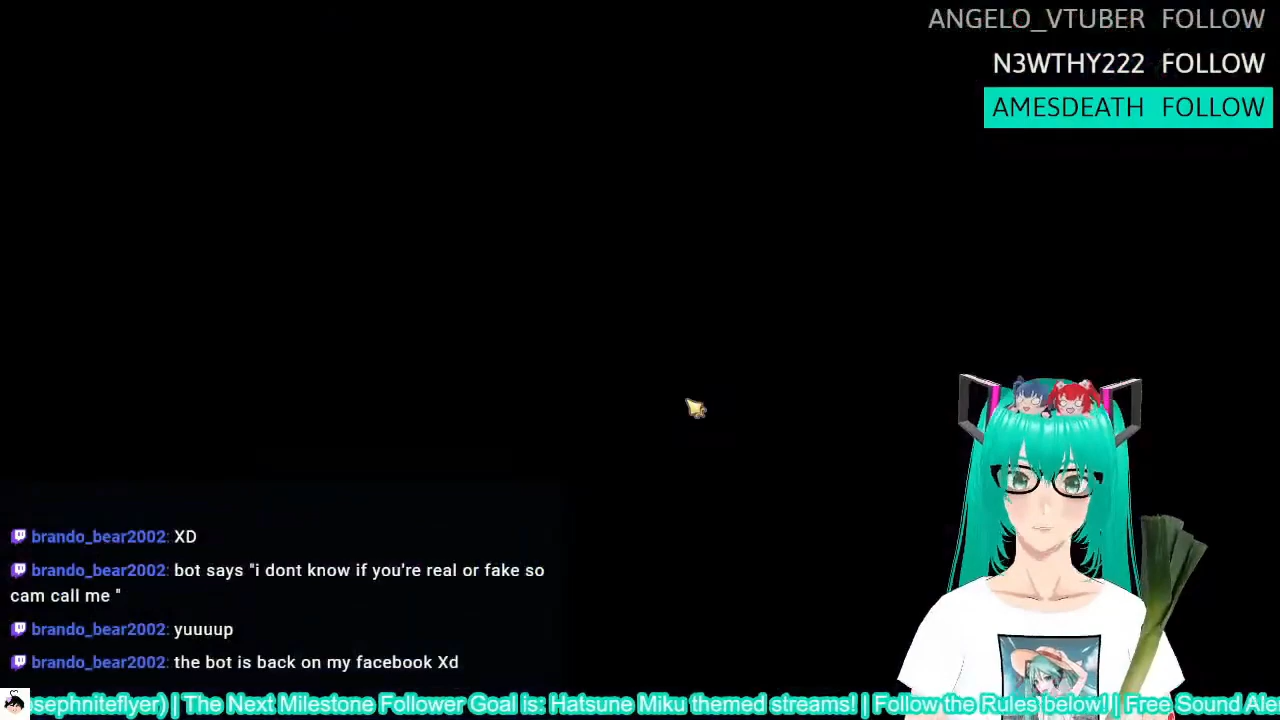 ANGELO_VTUBER FOLLOW
N3WTHY222 FOLLOW
AMESDEATH FOLLOW
brando_bear2002: XD
brando_bear2002: bot says "i dont know if you're real or fake so
cam call me "
brando_bear2002: yuuuup
brando_bear2002: the bot is back on my facebook Xd
osephniteflyer) | The Next Milestone Follower Goal is: Hatsune Miku themed streams! | Follow the Rules below! | Free Sound Ale